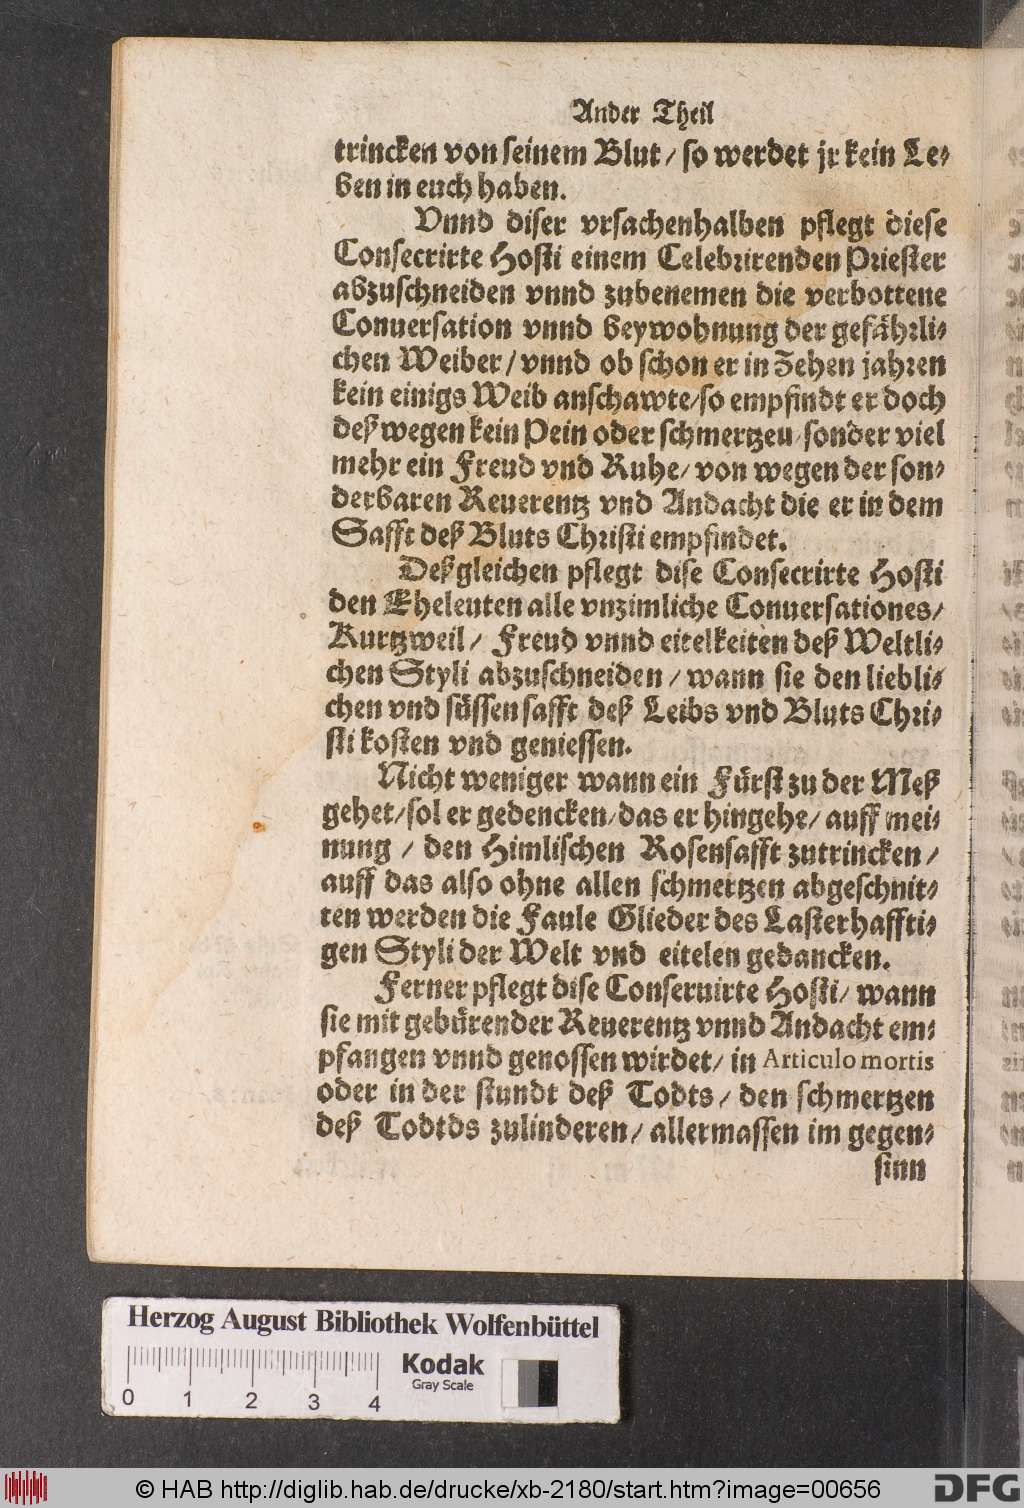 Ander Theil
trincken von seinem Blut / so werdet jr kein Le-
ben in euch haben.
Vnnd diser vrsachenhalben pflegt diese
Consecrirte Hosti einem Celebrirenden Priester
abzuschneiden vnnd zubenemen die verbottene
Conuersation vnnd beywohnung der gefährli-
chen Weiber / vnnd ob schon er in Zehen jahren
kein einigs Weib anschawte / so empfindt er doch
deß wegen kein Pein oder schmertzeu / sonder viel
mehr ein Freud vnd Ruhe / von wegen der son-
derbaren Reuerentz vnd Andacht die er in dem
Safft deß Bluts Christi empfindet.
Deßgleichen pflegt dise Consecrirte Hosti
den Eheleuten alle vnzimliche Conuersationes /
Kurtzweil / Freud vnnd eitelkeiten deß Weltli-
chen Styli abzuschneiden / wann sie den liebli-
chen vnd süssen safft deß Leibs vnd Bluts Chri-
sti kosten vnd geniessen.
Nicht weniger wann ein Fürst zu der Meß
gehet / sol er gedencken / das er hingehe / auff mei-
nung / den Himlischen Rosensafft zutrincken /
auff das also ohne allen schmertzen abgeschnit-
ten werden die Faule Glieder des Lasterhaffti-
gen Styli der Welt vnd eitelen gedancken.
Ferner pflegt dise Conseruirte Hosti / wann
sie mit gebürender Reuerentz vnnd Andacht em-
pfangen vnnd genossen wirdet / in Articulo mortis
oder in der stundt deß Todts / den schmertzen
deß Todtds zulinderen / allermassen im gegen-
sinn
Herzog August Bibliothek Wolfenbüttel
Kodak
Gray Scale
0 1 2 3 4
© HAB http://diglib.hab.de/drucke/xb-2180/start.htm?image=00656
DFG